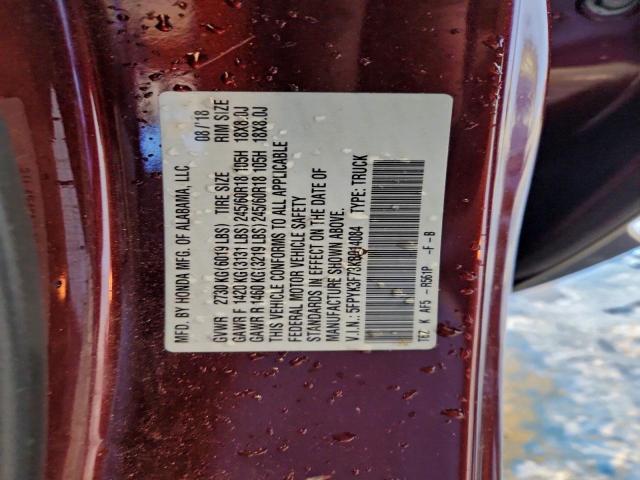 MFD. BY HONDA MFG. OF ALABAMA, LLC 08/18
GVWR 2730 KG (6019 LBS) TIRE SIZE RIM SIZE
GAWR F 1420 KG (3131 LBS) 245/60R18 105H 18X8.0J
GAWR R 1460 KG (3219 LBS) 245/60R18 105H 18X8.0J
THIS VEHICLE CONFORMS TO ALL APPLICABLE
FEDERAL MOTOR VEHICLE SAFETY
STANDARDS IN EFFECT ON THE DATE OF
MANUFACTURE SHOWN ABOVE.
V.I.N.: TYPE: TRUCK
TEZ K AF5 - R561P -F -B